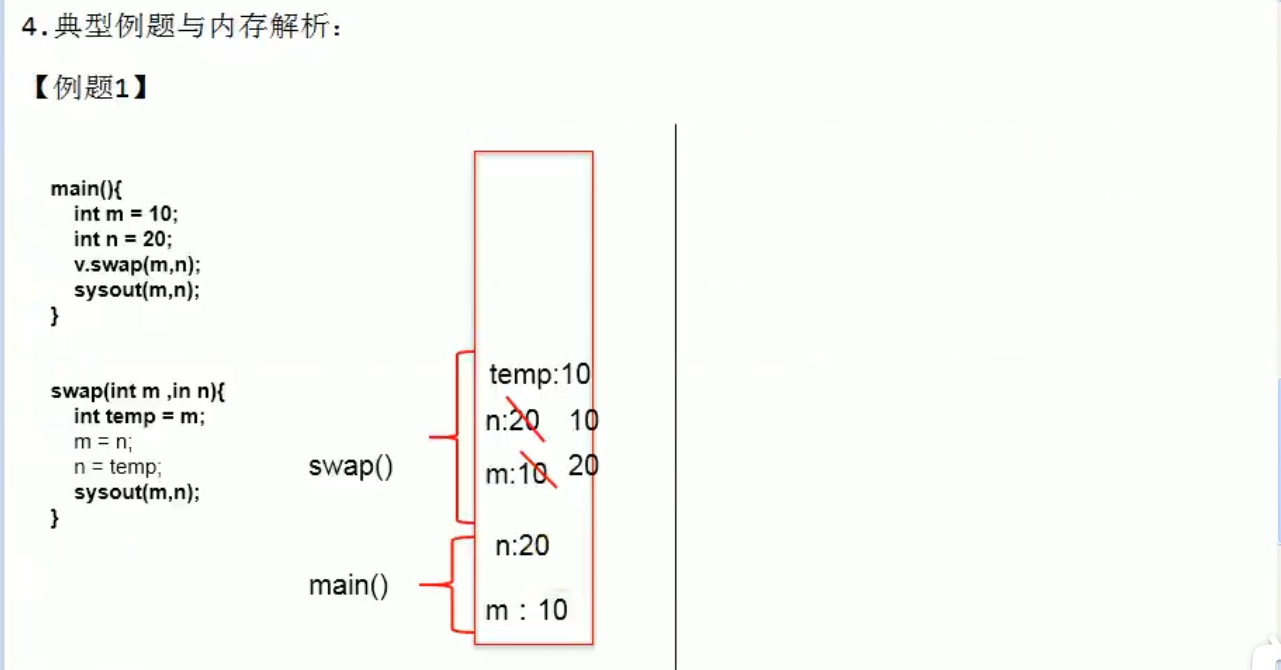 4.典型例题与内存解析:
【例题1】
main(){
int m = 10;
int n = 20;
v.swap(m,n);
sysout(m,n);
}
swap(int m ,in n){
int temp = m;
m = n;
n = temp;
sysout(m,n);
}
swap()
main()
temp:10
n:20 10
m:10 20
n:20
m : 10